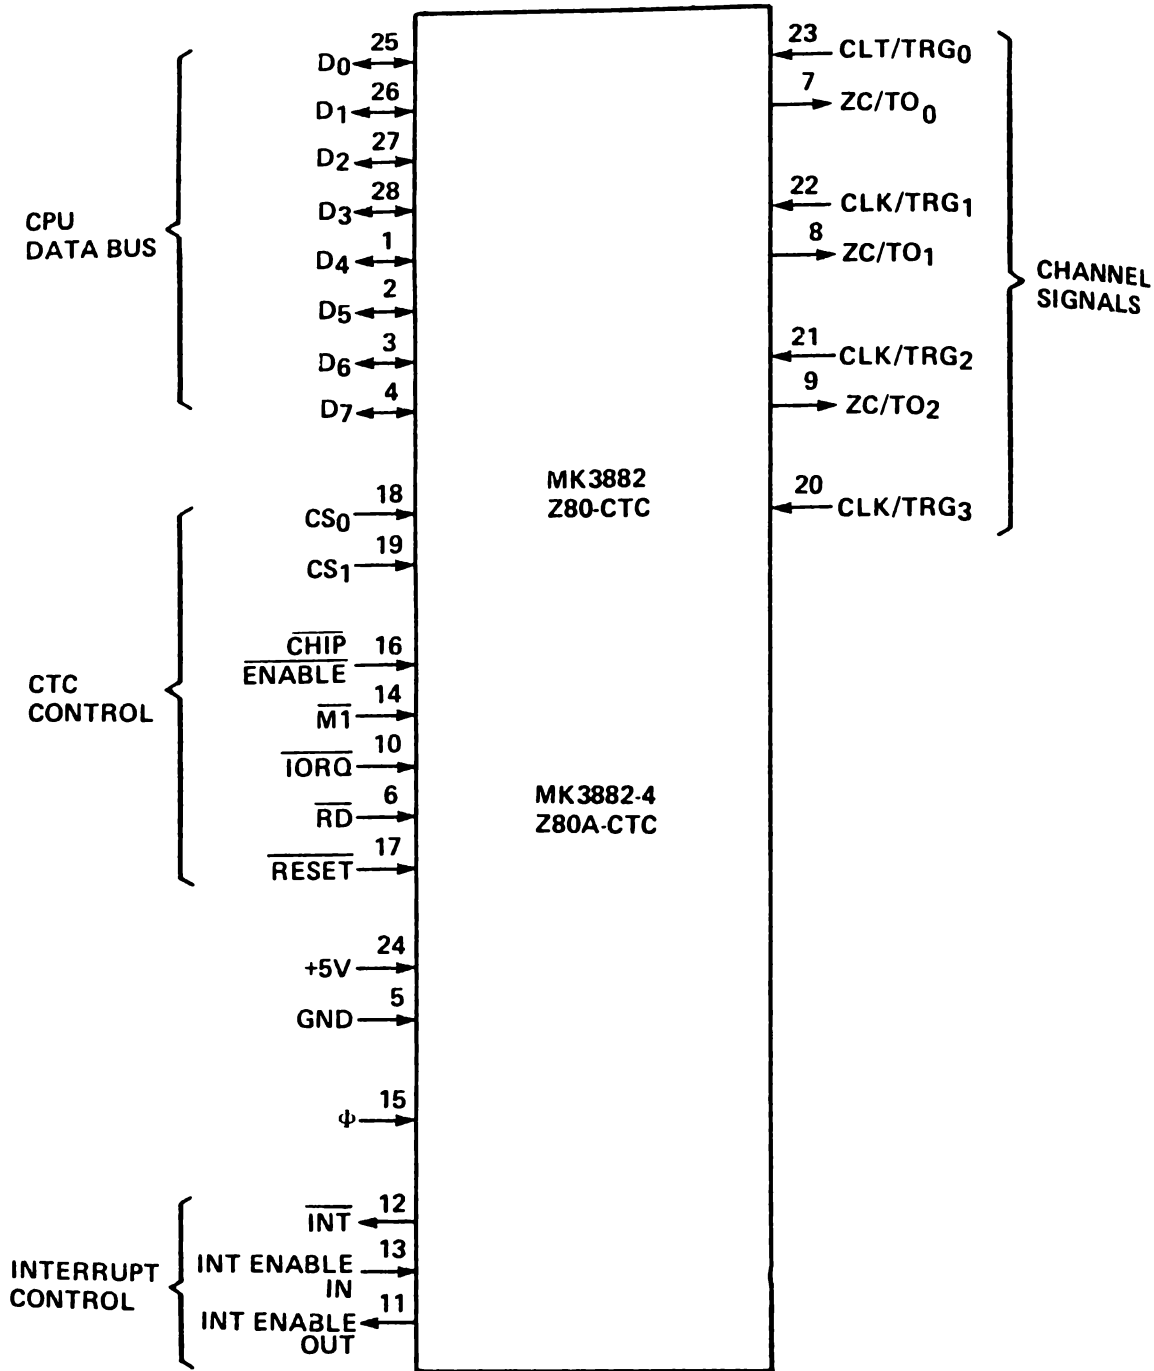 25
D0
26
D1
27
D2
28
D3
1
D4
2
D5
3
D6
4
D7
CPU
DATA BUS
18
CS0
19
CS1
CHIP
ENABLE
16
14
M1
10
IORQ
6
RD
17
RESET
CTC
CONTROL
24
+5V
5
GND
15
φ
12
INT
13
INT ENABLE
IN
11
INT ENABLE
OUT
INTERRUPT
CONTROL
MK3882
Z80-CTC
MK3882-4
Z80A-CTC
23
CLT/TRG0
7
ZC/TO0
22
CLK/TRG1
8
ZC/TO1
21
CLK/TRG2
9
ZC/TO2
20
CLK/TRG3
CHANNEL
SIGNALS